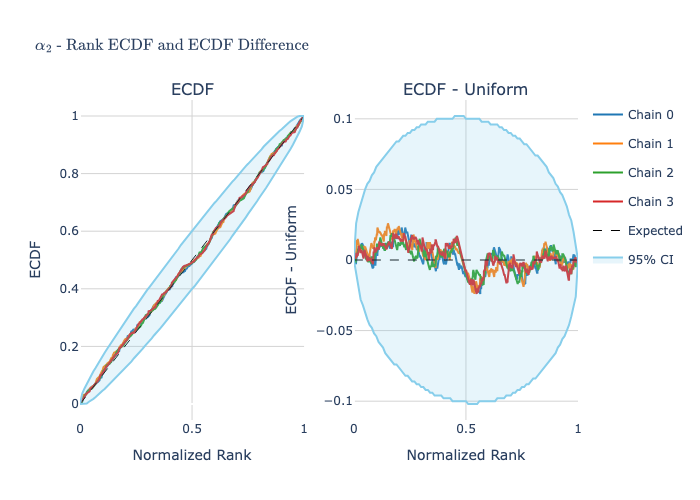 α₂ - Rank ECDF and ECDF Difference
ECDF
ECDF - Uniform
1
0.8
0.6
0.4
0.2
0
ECDF
0
0.5
1
Normalized Rank
0.1
0.05
0
−0.05
−0.1
ECDF - Uniform
0
0.5
1
Normalized Rank
Chain 0
Chain 1
Chain 2
Chain 3
Expected
95% CI